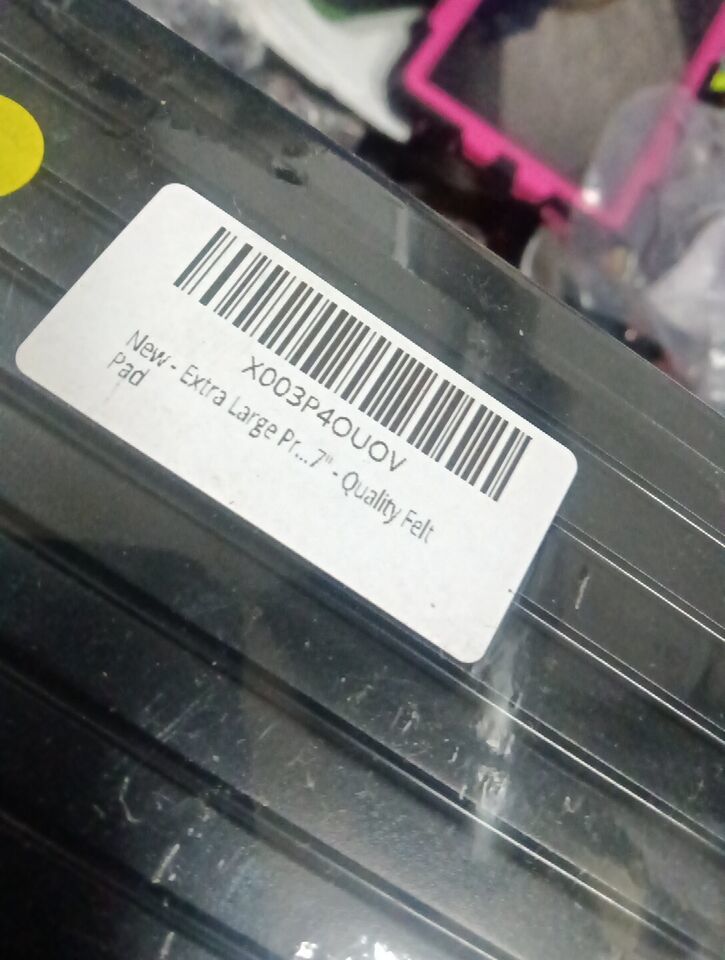 X003P4OUOV
New - Extra Large Pr...7" - Quality Felt
Pad